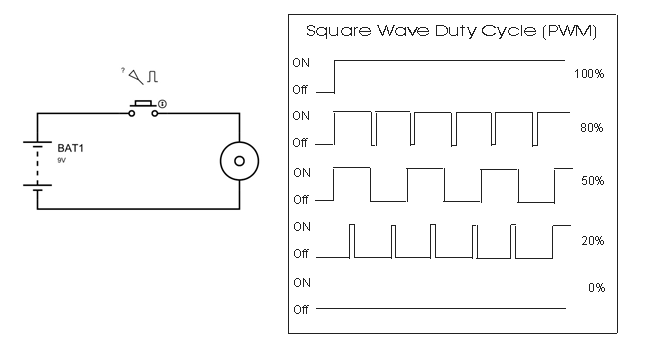 ?
BAT1
9V
Square Wave Duty Cycle (PWM)
ON
Off
100%
ON
Off
80%
ON
Off
50%
ON
Off
20%
ON
Off
0%